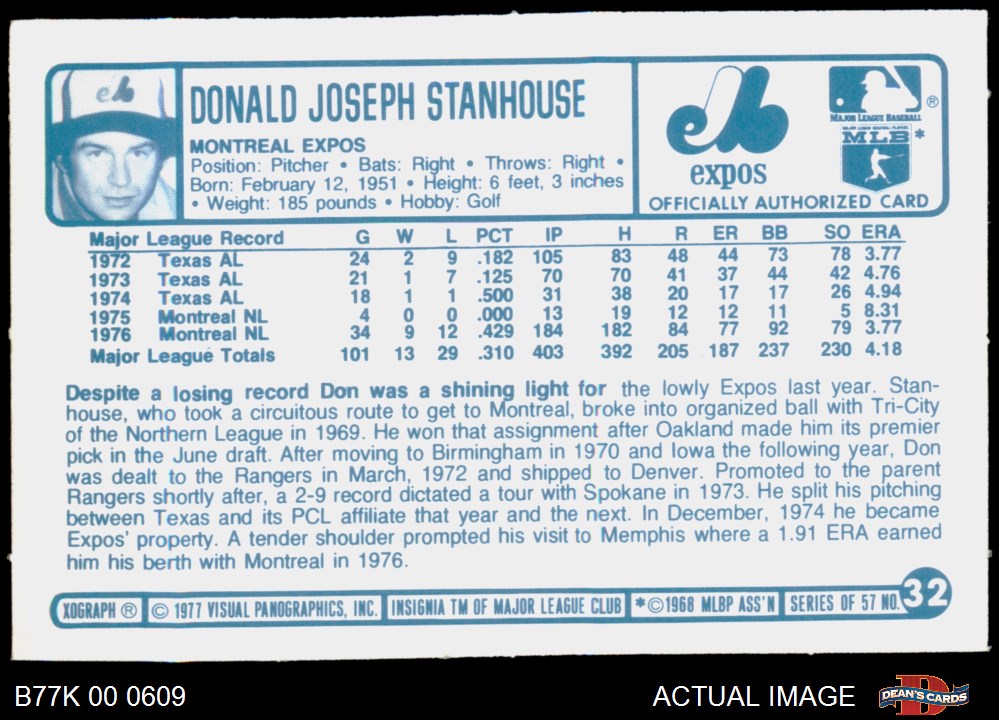 eb
DONALD JOSEPH STANHOUSE
MONTREAL EXPOS
Position: Pitcher • Bats: Right • Throws: Right •
Born: February 12, 1951 • Height: 6 feet, 3 inches
• Weight: 185 pounds • Hobby: Golf
eb
expos
®
MAJOR LEAGUE BASEBALL
MAJOR LEAGUE BASEBALL PLAYERS
MLB *
OFFICIALLY AUTHORIZED CARD
Major League Record G W L PCT IP H R ER BB SO ERA
1972 Texas AL 24 2 9 .182 105 83 48 44 73 78 3.77
1973 Texas AL 21 1 7 .125 70 70 41 37 44 42 4.76
1974 Texas AL 18 1 1 .500 31 38 20 17 17 26 4.94
1975 Montreal NL 4 0 0 .000 13 19 12 12 11 5 8.31
1976 Montreal NL 34 9 12 .429 184 182 84 77 92 79 3.77
Major League Totals 101 13 29 .310 403 392 205 187 237 230 4.18
Despite a losing record Don was a shining light for the lowly Expos last year. Stan-
house, who took a circuitous route to get to Montreal, broke into organized ball with Tri-City
of the Northern League in 1969. He won that assignment after Oakland made him its premier
pick in the June draft. After moving to Birmingham in 1970 and Iowa the following year, Don
was dealt to the Rangers in March, 1972 and shipped to Denver. Promoted to the parent
Rangers shortly after, a 2-9 record dictated a tour with Spokane in 1973. He split his pitching
between Texas and its PCL affiliate that year and the next. In December, 1974 he became
Expos' property. A tender shoulder prompted his visit to Memphis where a 1.91 ERA earned
him his berth with Montreal in 1976.
XOGRAPH ® © 1977 VISUAL PANOGRAPHICS, INC. INSIGNIA TM OF MAJOR LEAGUE CLUB *©1968 MLBP ASS'N SERIES OF 57 NO. 32
B77K 00 0609
ACTUAL IMAGE
DEAN'S CARDS